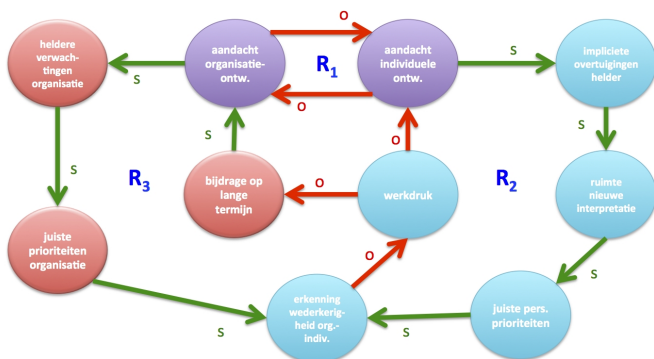 heldere
verwach-
tingen
organisatie
S
aandacht
organisatie-
ontw.
O
R1
O
aandacht
individuele
ontw.
S
impliciete
overtuigingen
helder
S
S
S
O
R3
bijdrage op
lange
termijn
O
werkdruk
R2
ruimte
nieuwe
interpretatie
juiste
prioriteiten
organisatie
O
S
S
erkenning
wederkerig-
heid org.-
indiv.
S
juiste pers.
prioriteiten